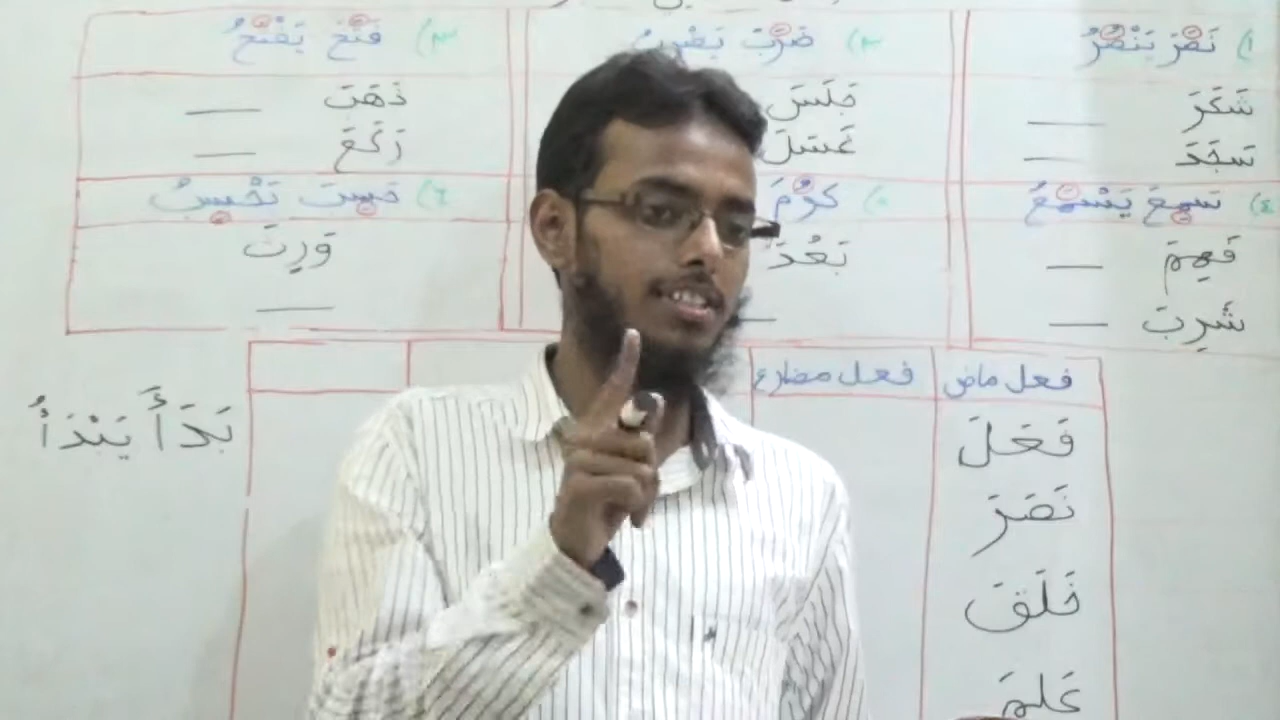 ١) نَصَرَ يَنْصُرُ
شَكَرَ
سَجَدَ
٢) ضَرَبَ يَضْرِبُ
جَلَسَ
غَسَلَ
٣) فَتَحَ يَفْتَحُ
ذَهَبَ
رَكَعَ
٤) سَمِعَ يَسْمَعُ
فَهِمَ
شَرِبَ
٥) كَرُمَ
بَعُدَ
٦) حَسِبَ يَحْسِبُ
وَرِثَ
فعل ماض
فعل مضارع
فَعَلَ
نَصَرَ
خَلَقَ
عَلِمَ
بَدَأَ يَبْدَأُ